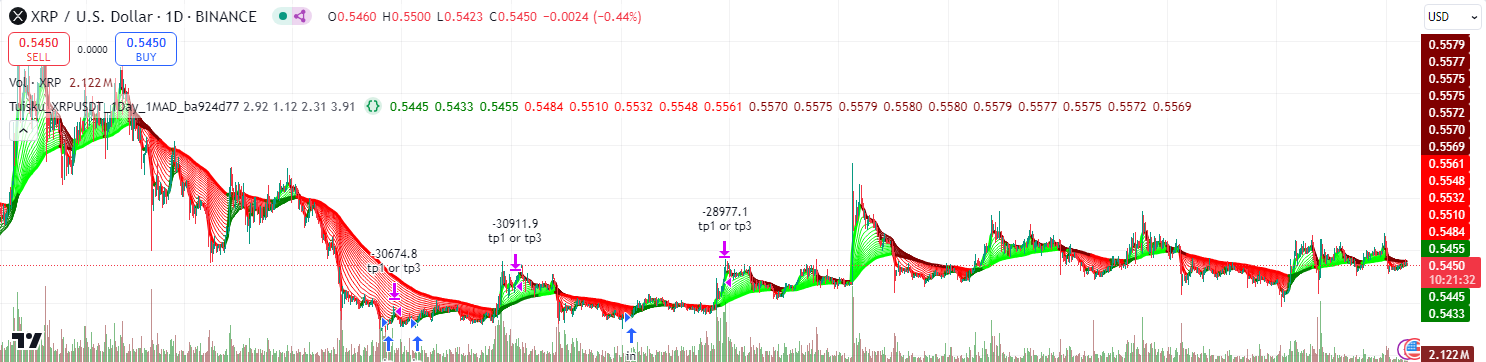 XRP / U.S. Dollar · 1D · BINANCE O0.5460 H0.5500 L0.5423 C0.5450 −0.0024 (−0.44%)
USD
0.5450
SELL
0.0000
0.5450
BUY
Vol · XRP 2.122 M
Tuisku_XRPUSDT_1Day_1MAD_ba924d77 2.92 1.12 2.31 3.91 {} 0.5445 0.5433 0.5455 0.5484 0.5510 0.5532 0.5548 0.5561 0.5570 0.5575 0.5579 0.5580 0.5580 0.5579 0.5577 0.5575 0.5572 0.5569
-30674.8
tp1 or tp3
-30911.9
tp1 or tp3
-28977.1
tp1 or tp3
in
0.5579
0.5577
0.5575
0.5575
0.5572
0.5570
0.5569
0.5561
0.5548
0.5532
0.5510
0.5484
0.5455
0.5450
10:21:32
0.5445
0.5433
2.122 M